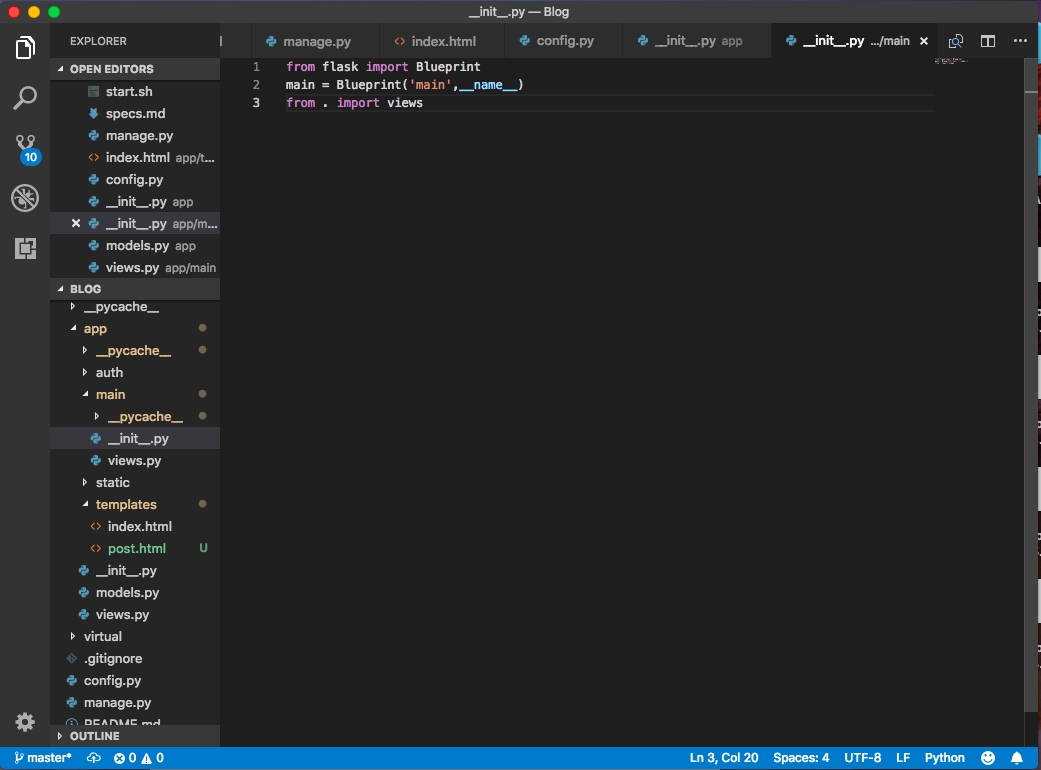 __init__.py — Blog
EXPLORER
manage.py
index.html
config.py
__init__.py app
__init__.py .../main
OPEN EDITORS
start.sh
specs.md
manage.py
index.html app/t...
config.py
__init__.py app
__init__.py app/m...
models.py app
views.py app/main
BLOG
__pycache__
app
__pycache__
auth
main
__pycache__
__init__.py
views.py
static
templates
index.html
post.html U
__init__.py
models.py
views.py
virtual
.gitignore
config.py
manage.py
README.md
OUTLINE
10
1 from flask import Blueprint
2 main = Blueprint('main',__name__)
3 from . import views
master* 0 0 Ln 3, Col 20 Spaces: 4 UTF-8 LF Python